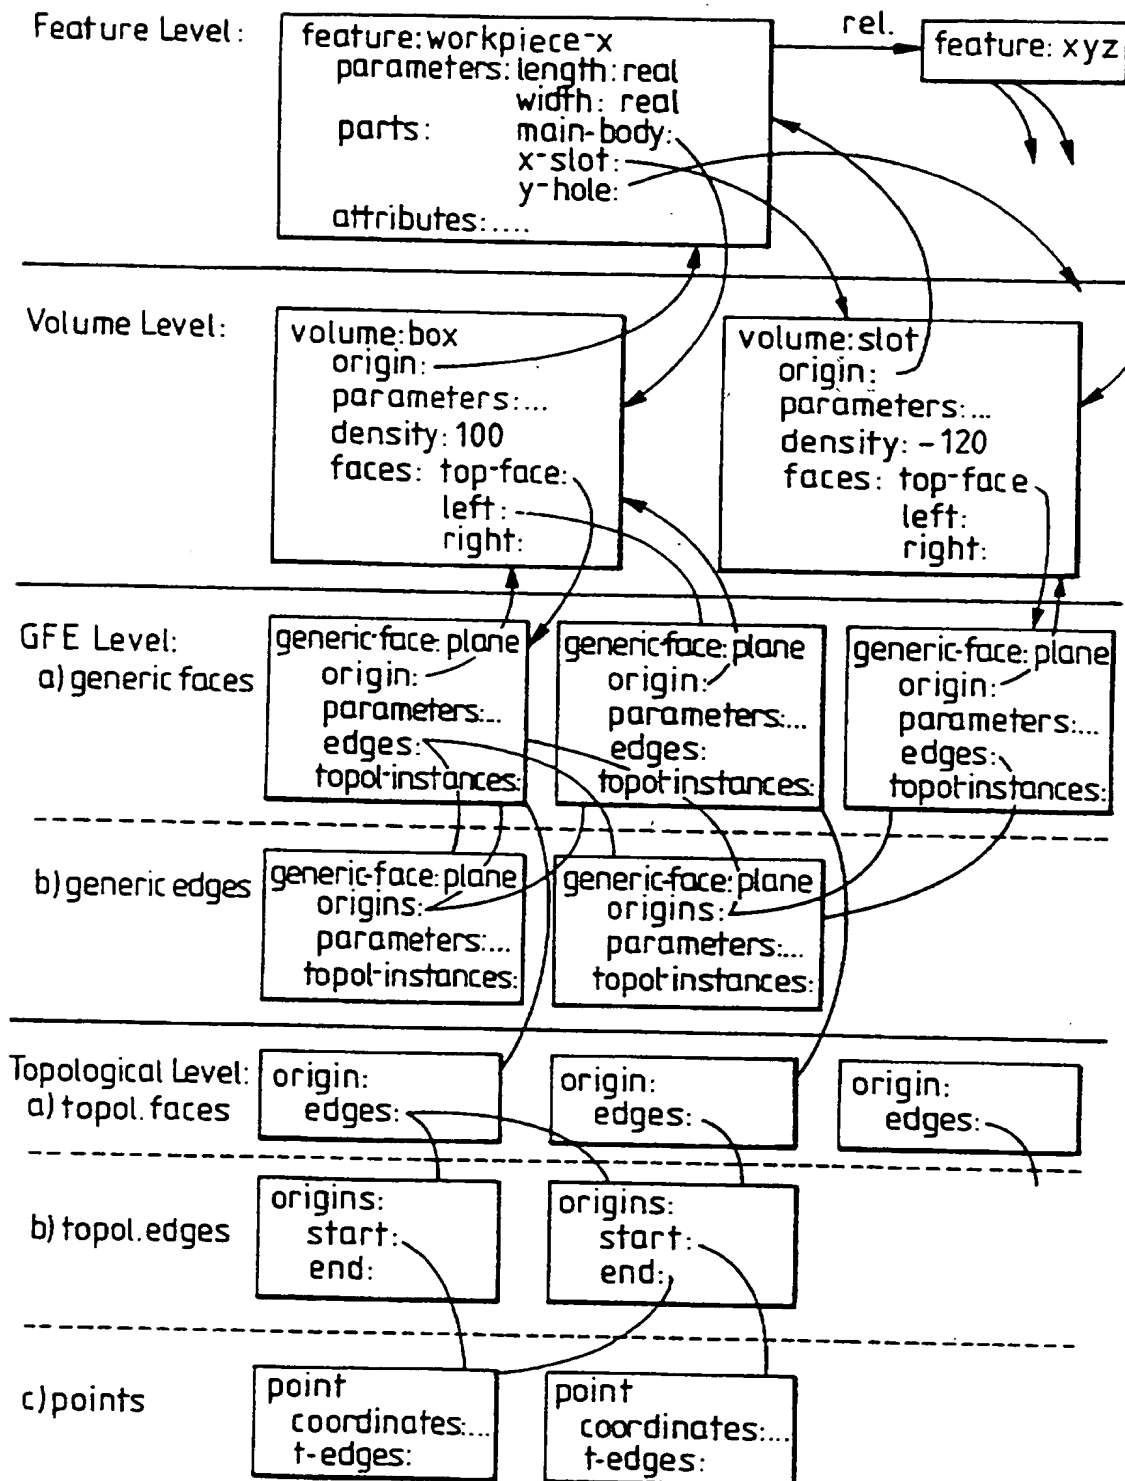 Feature Level:
feature:workpiece-x
parameters: length: real
width: real
parts: main-body:
x-slot:
y-hole:
attributes:....
rel.
feature: xyz
Volume Level:
volume:box
origin:
parameters:...
density: 100
faces: top-face:
left:
right:
volume:slot
origin:
parameters:...
density: -120
faces: top-face
left:
right:
GFE Level:
a) generic faces
generic-face: plane
origin:
parameters:...
edges:
topol-instances:
generic-face: plane
origin:
parameters:...
edges:
topol-instances:
generic-face: plane
origin:
parameters:...
edges:
topol-instances:
b) generic edges
generic-face: plane
origins:
parameters:...
topol-instances:
generic-face: plane
origins:
parameters:...
topol-instances:
Topological Level:
a) topol. faces
origin:
edges:
origin:
edges:
origin:
edges:
b) topol. edges
origins:
start:
end:
origins:
start:
end:
c) points
point
coordinates:...
t-edges:
point
coordinates:...
t-edges: